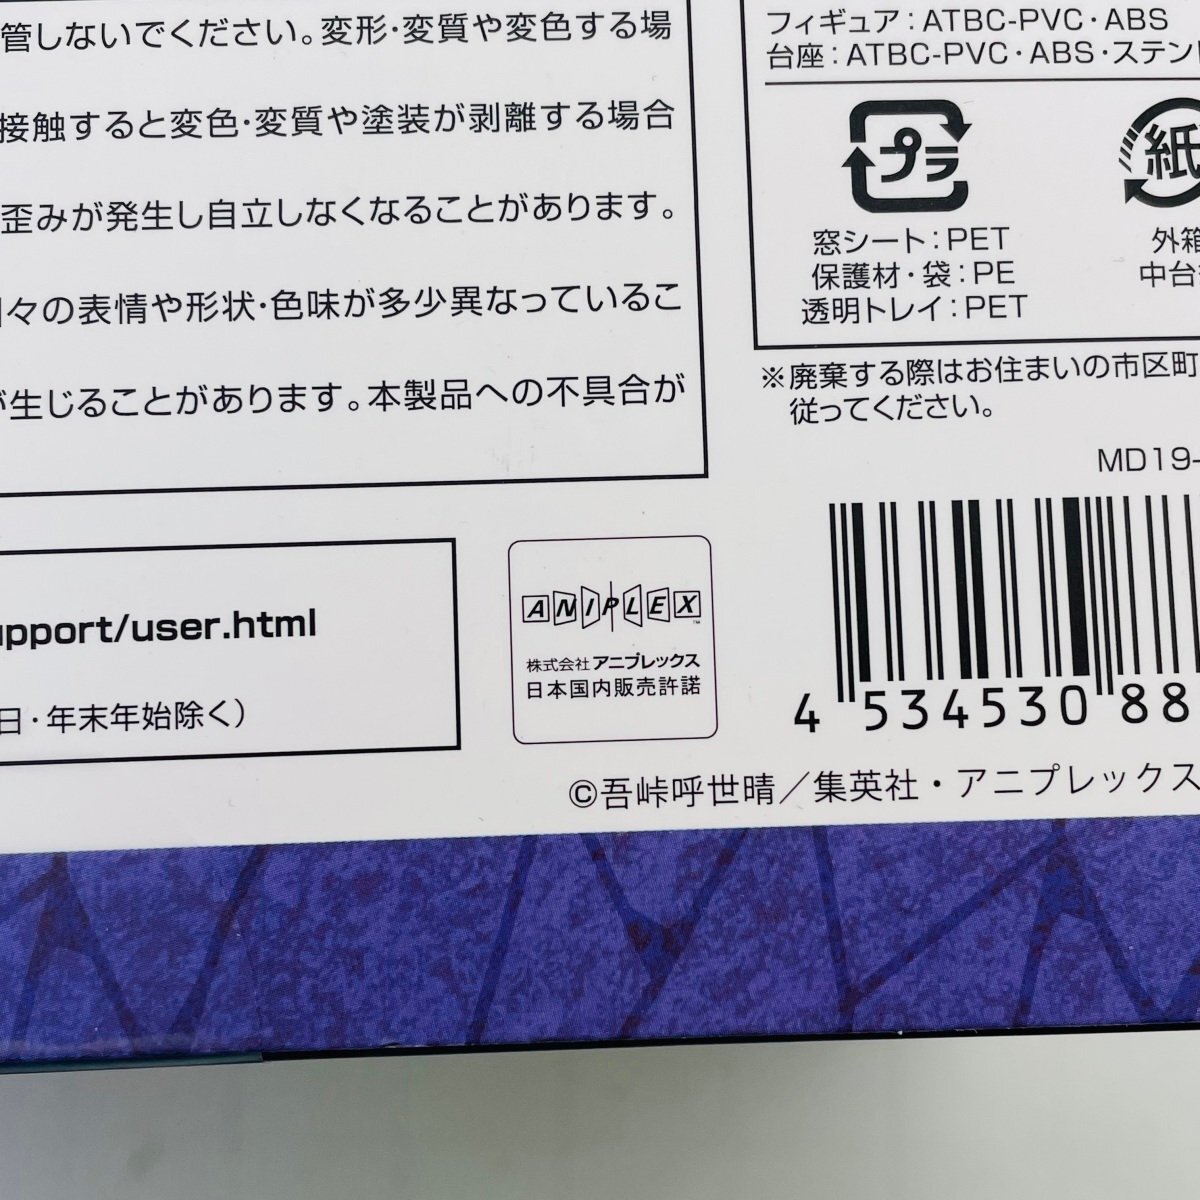 管しないでください。変形・変質や変色する場
接触すると変色・変質や塗装が剥離する場合
歪みが発生し自立しなくなることがあります。
々の表情や形状・色味が多少異なっているこ
が生じることがあります。本製品への不具合が
upport/user.html
日・年末年始除く）
ANIPLEX
™
株式会社アニプレックス
日本国内販売許諾
フィギュア：ATBC-PVC・ABS
台座：ATBC-PVC・ABS・ステン
プラ
紙
窓シート：PET
保護材・袋：PE
透明トレイ：PET
外箱
中台
※廃棄する際はお住まいの市区町
従ってください。
MD19-
4 534530 88
©吾峠呼世晴／集英社・アニプレックス